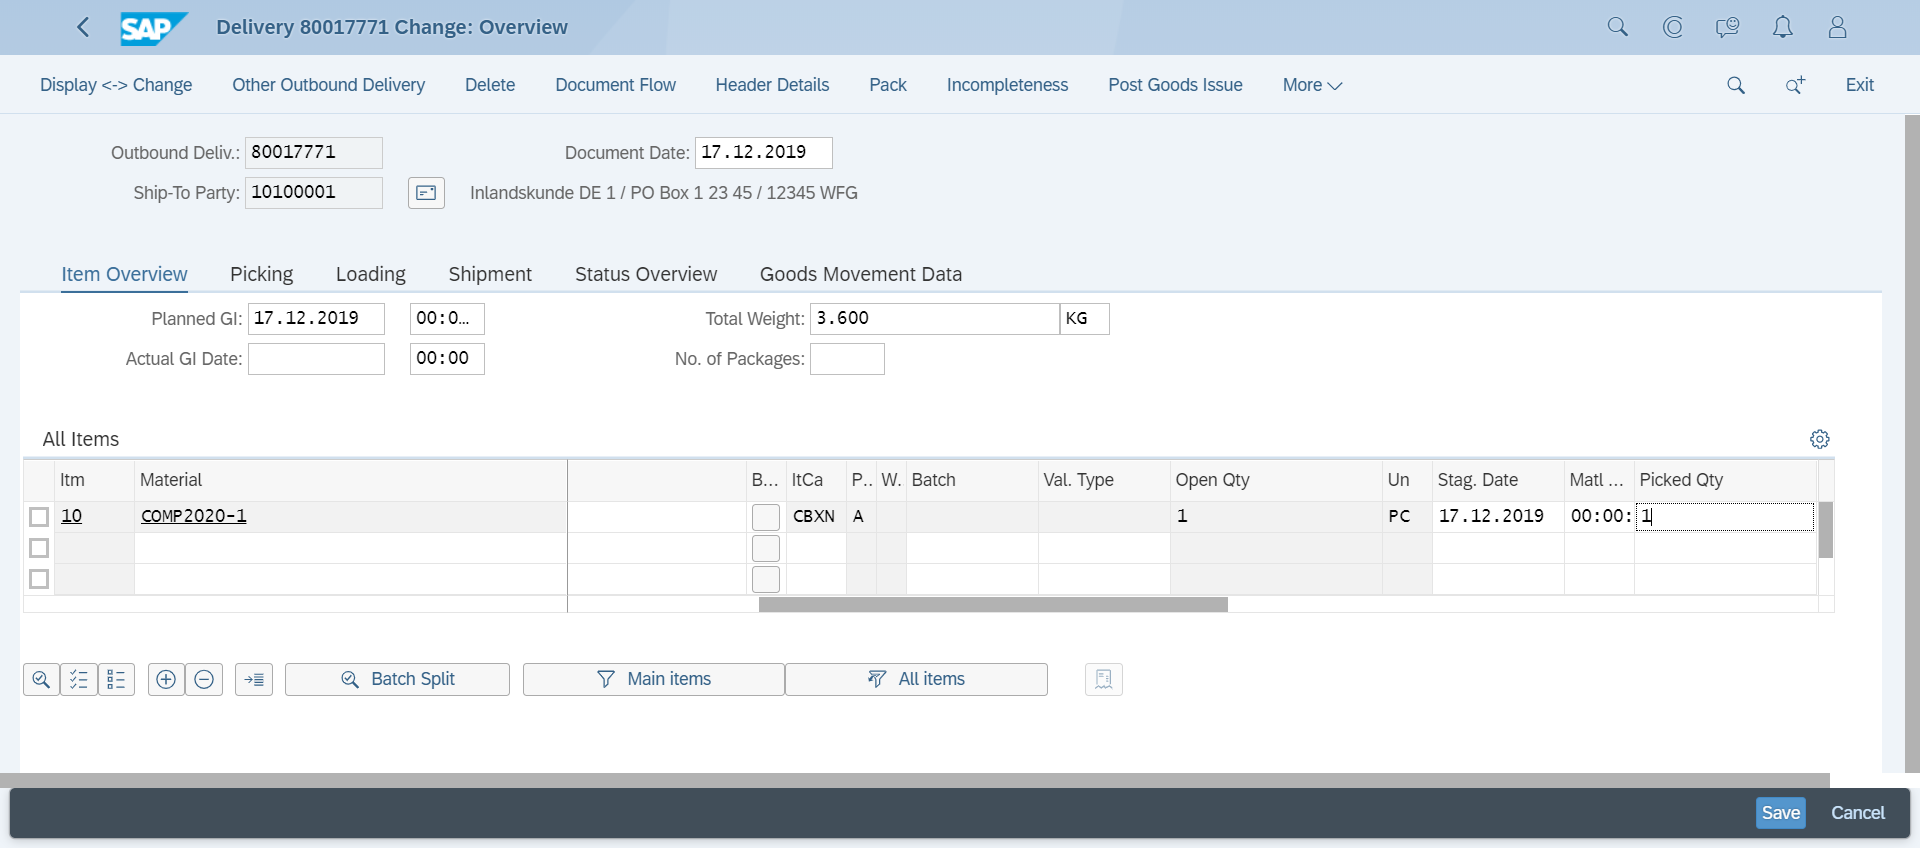 SAP Delivery 80017771 Change: Overview
Display <-> Change Other Outbound Delivery Delete Document Flow Header Details Pack Incompleteness Post Goods Issue More Exit
Outbound Deliv.: 80017771 Document Date: 17.12.2019
Ship-To Party: 10100001 Inlandskunde DE 1 / PO Box 1 23 45 / 12345 WFG
Item Overview Picking Loading Shipment Status Overview Goods Movement Data
Planned GI: 17.12.2019 00:0... Total Weight: 3.600 KG
Actual GI Date: 00:00 No. of Packages:
All Items
Itm Material B... ItCa P.. W. Batch Val. Type Open Qty Un Stag. Date Matl ... Picked Qty
10 COMP2020-1 CBXN A 1 PC 17.12.2019 00:00: 1
Batch Split Main items All items
Save Cancel